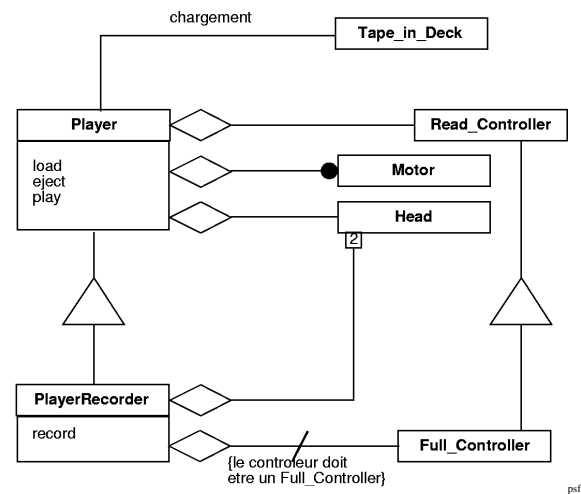 chargement
Tape_in_Deck
Player
Read_Controller
load
eject
play
Motor
Head
2
PlayerRecorder
record
Full_Controller
{le controleur doit
etre un Full_Controller}
psf